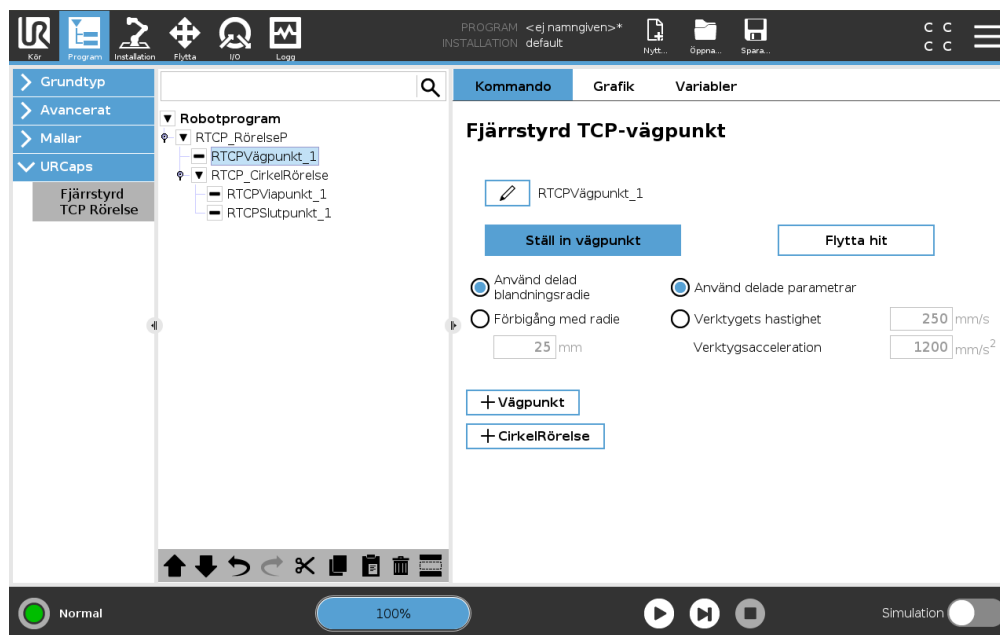 UR
Kör
Program
Installation
Flytta
I/O
Logg
PROGRAM <ej namngiven>*
INSTALLATION default
Nytt...
Öppna...
Spara...
C C
C C
Grundtyp
Avancerat
Mallar
URCaps
Fjärrstyrd
TCP Rörelse
Robotprogram
RTCP_RörelseP
RTCPVägpunkt_1
RTCP_CirkelRörelse
RTCPViapunkt_1
RTCPSlutpunkt_1
Kommando Grafik Variabler
Fjärrstyrd TCP-vägpunkt
RTCPVägpunkt_1
Ställ in vägpunkt
Flytta hit
Använd delad
blandningsradie
Använd delade parametrar
Förbigång med radie
25 mm
Verktygets hastighet 250 mm/s
Verktygsacceleration 1200 mm/s²
+ Vägpunkt
+ CirkelRörelse
Normal
100%
Simulation